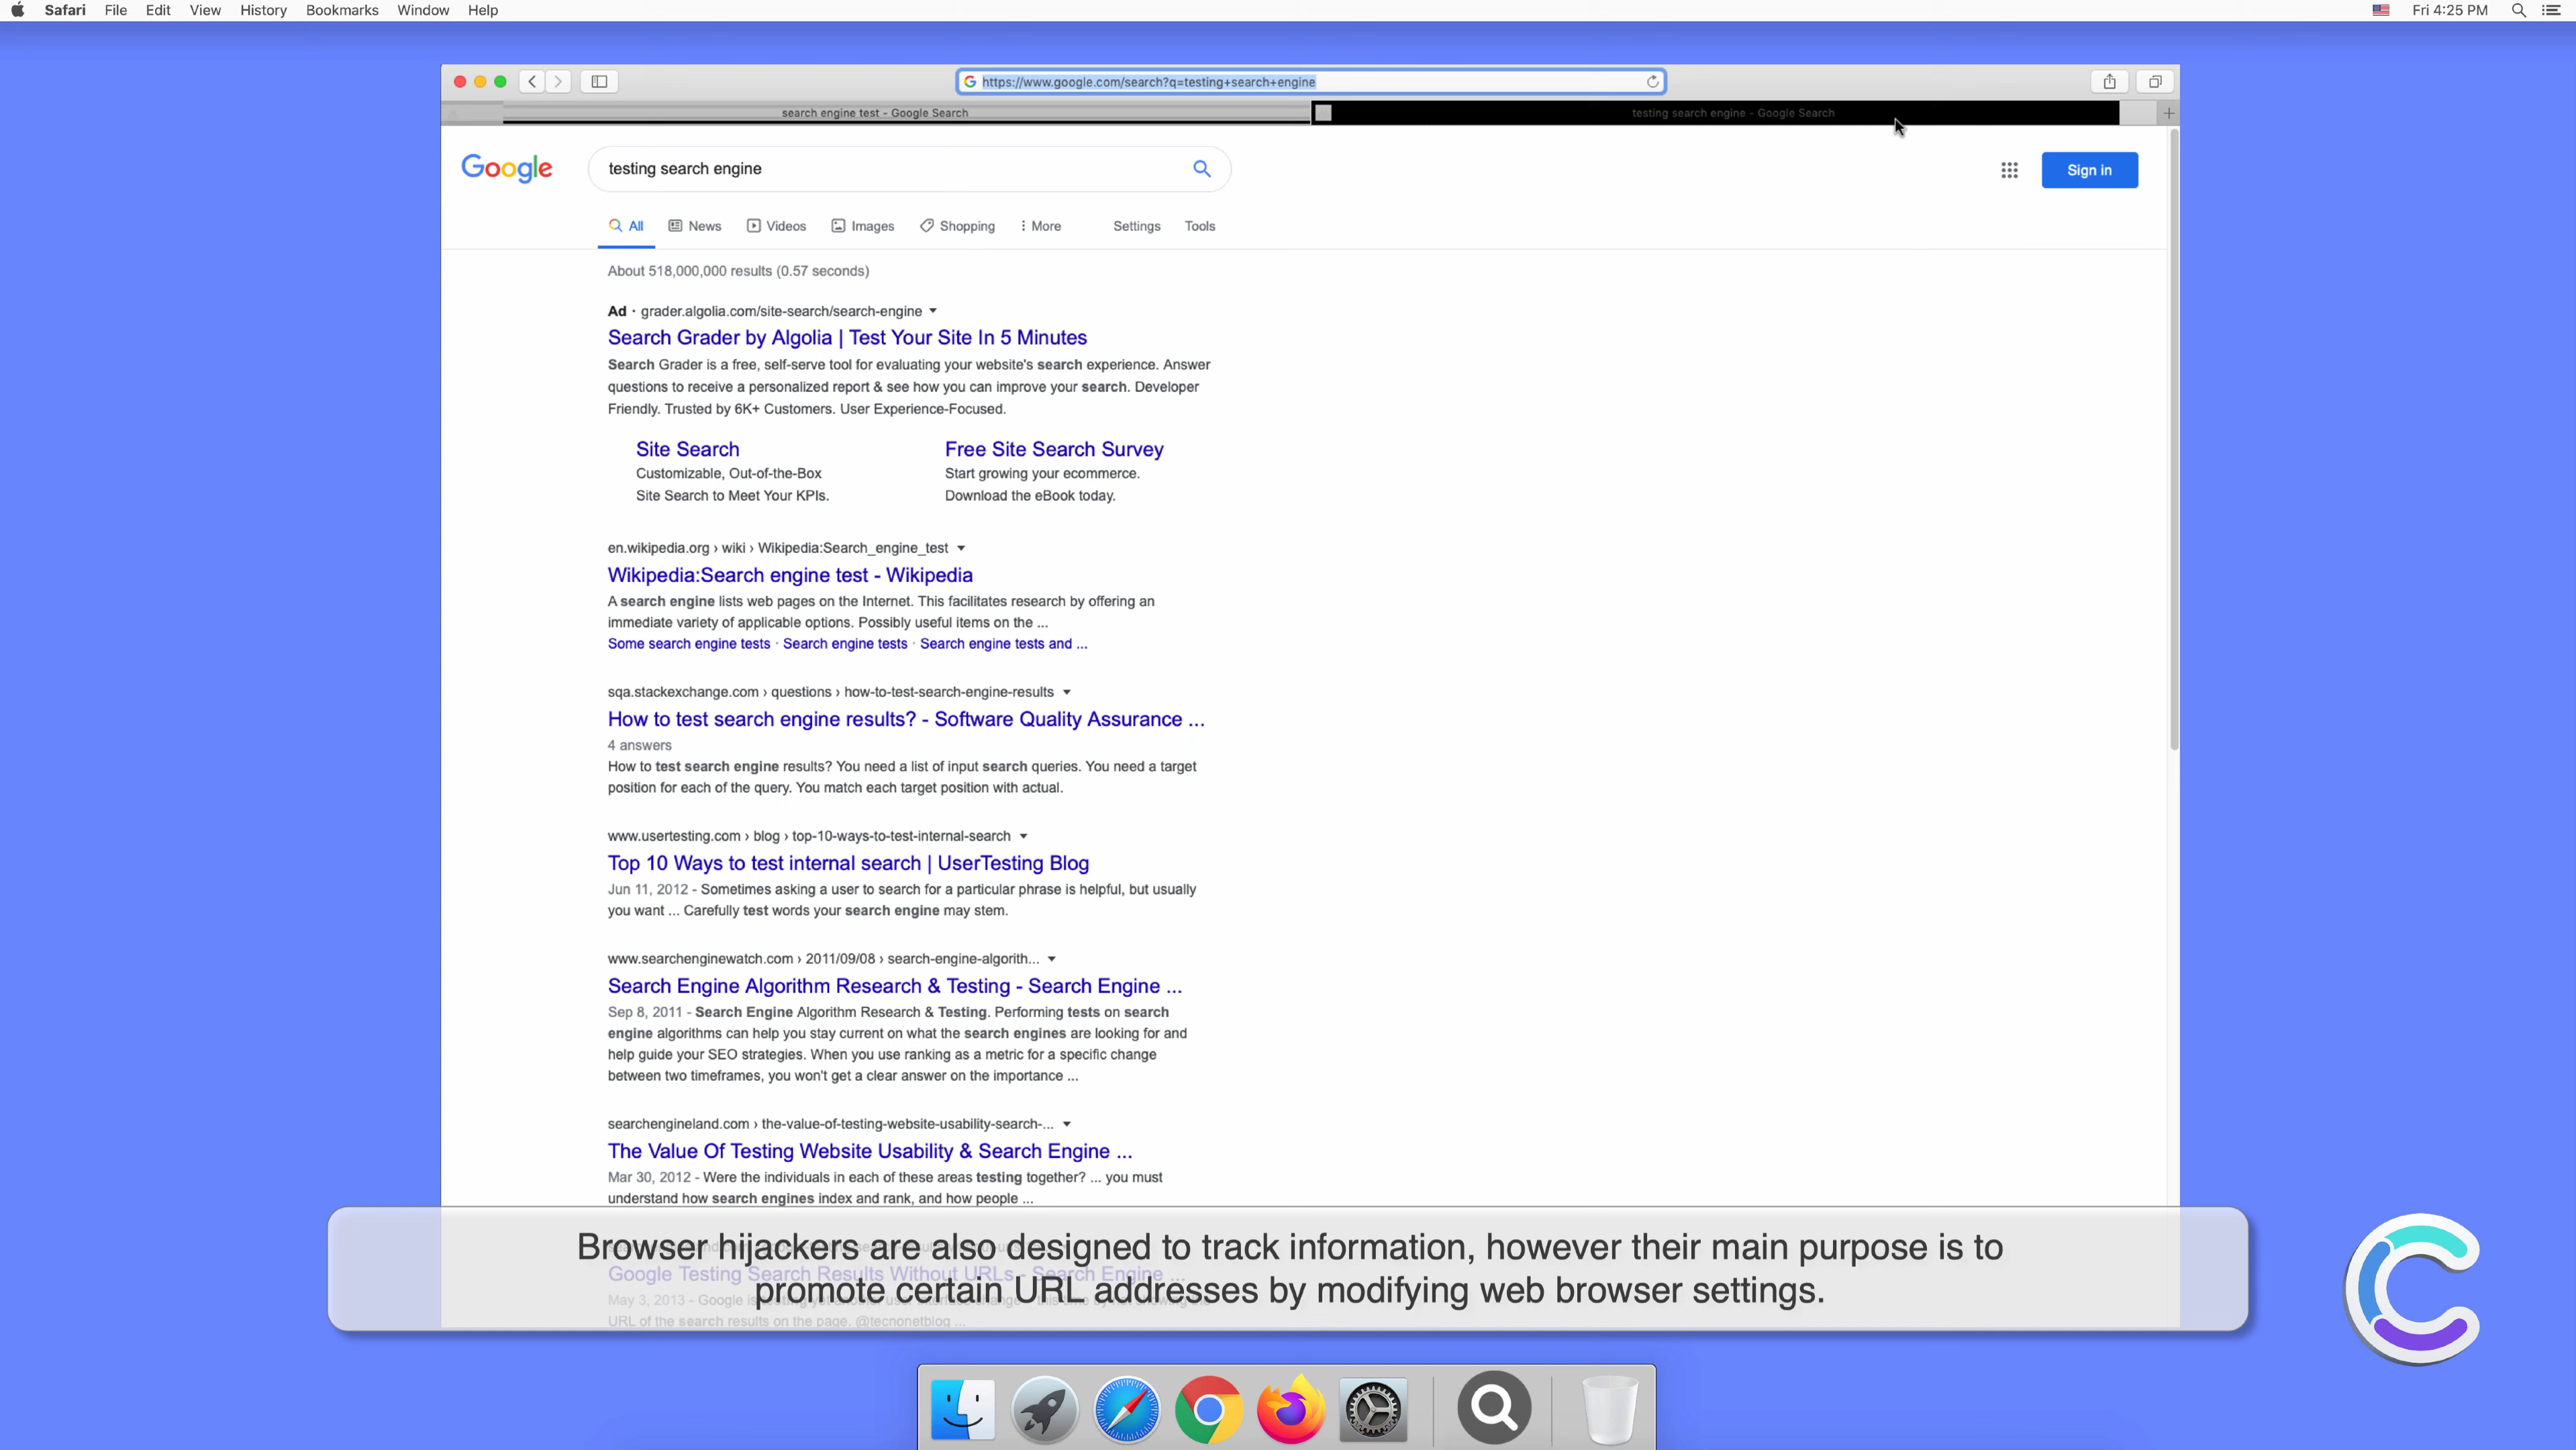 Safari File Edit View History Bookmarks Window Help Fri 4:25 PM
https://www.google.com/search?q=testing+search+engine
search engine test - Google Search testing search engine - Google Search
Google testing search engine Sign in
All News Videos Images Shopping More Settings Tools
About 518,000,000 results (0.57 seconds)
Ad · grader.algolia.com/site-search/search-engine
Search Grader by Algolia | Test Your Site In 5 Minutes
Search Grader is a free, self-serve tool for evaluating your website's search experience. Answer
questions to receive a personalized report & see how you can improve your search. Developer
Friendly. Trusted by 6K+ Customers. User Experience-Focused.
Site Search
Customizable, Out-of-the-Box
Site Search to Meet Your KPIs.
Free Site Search Survey
Start growing your ecommerce.
Download the eBook today.
en.wikipedia.org › wiki › Wikipedia:Search_engine_test
Wikipedia:Search engine test - Wikipedia
A search engine lists web pages on the Internet. This facilitates research by offering an
immediate variety of applicable options. Possibly useful items on the ...
Some search engine tests · Search engine tests · Search engine tests and ...
sqa.stackexchange.com › questions › how-to-test-search-engine-results
How to test search engine results? - Software Quality Assurance ...
4 answers
How to test search engine results? You need a list of input search queries. You need a target
position for each of the query. You match each target position with actual.
www.usertesting.com › blog › top-10-ways-to-test-internal-search
Top 10 Ways to test internal search | UserTesting Blog
Jun 11, 2012 - Sometimes asking a user to search for a particular phrase is helpful, but usually
you want ... Carefully test words your search engine may stem.
www.searchenginewatch.com › 2011/09/08 › search-engine-algorith...
Search Engine Algorithm Research & Testing - Search Engine ...
Sep 8, 2011 - Search Engine Algorithm Research & Testing. Performing tests on search
engine algorithms can help you stay current on what the search engines are looking for and
help guide your SEO strategies. When you use ranking as a metric for a specific change
between two timeframes, you won't get a clear answer on the importance ...
searchengineland.com › the-value-of-testing-website-usability-search-...
The Value Of Testing Website Usability & Search Engine ...
Mar 30, 2012 - Were the individuals in each of these areas testing together? ... you must
understand how search engines index and rank, and how people ...
Browser hijackers are also designed to track information, however their main purpose is to
promote certain URL addresses by modifying web browser settings.
Google Testing Search Results Without URLs - Search Engine ...
May 3, 2013 - Google is
URL of the search results on the page. @tecnonetblog ...